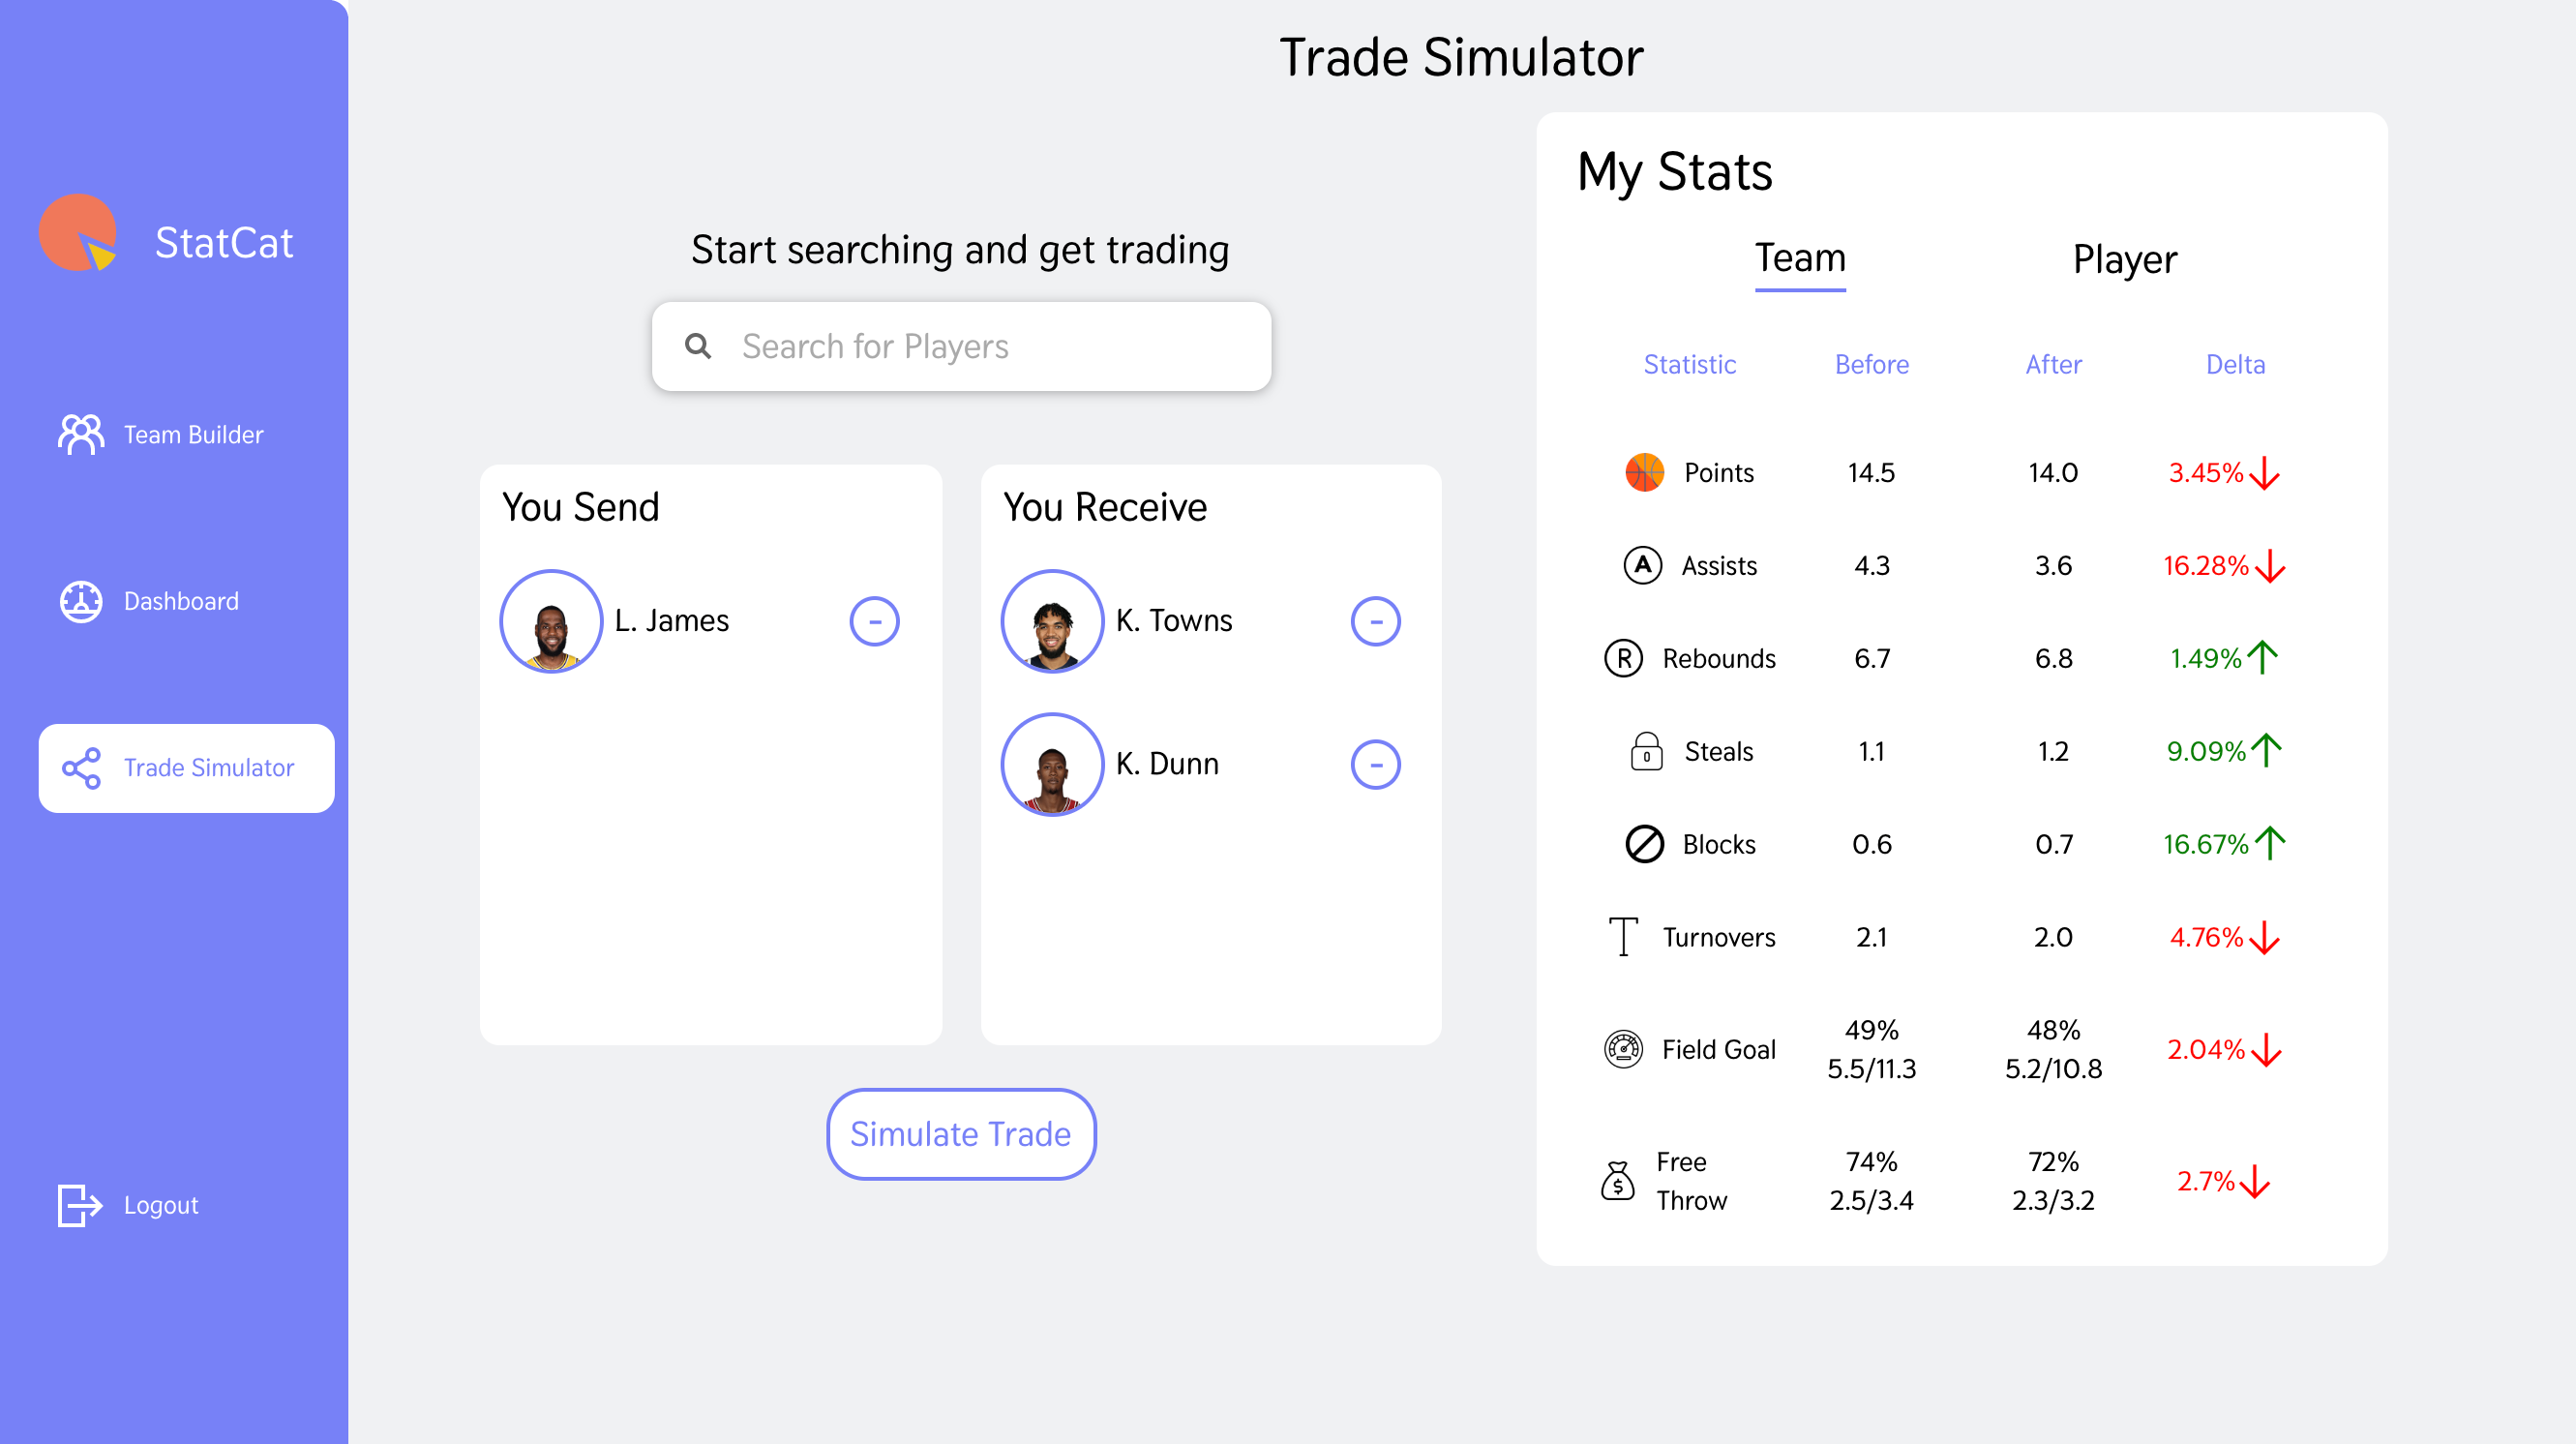 StatCat
Team Builder
Dashboard
Trade Simulator
Logout
Trade Simulator
Start searching and get trading
Search for Players
You Send
L. James
-
You Receive
K. Towns
-
K. Dunn
-
Simulate Trade
My Stats
Team Player
Statistic Before After Delta
Points 14.5 14.0 3.45%
A Assists 4.3 3.6 16.28%
R Rebounds 6.7 6.8 1.49%
0 Steals 1.1 1.2 9.09%
Blocks 0.6 0.7 16.67%
T Turnovers 2.1 2.0 4.76%
49% 48%
Field Goal 2.04%
5.5/11.3 5.2/10.8
Free 74% 72%
$ 2.7%
Throw 2.5/3.4 2.3/3.2